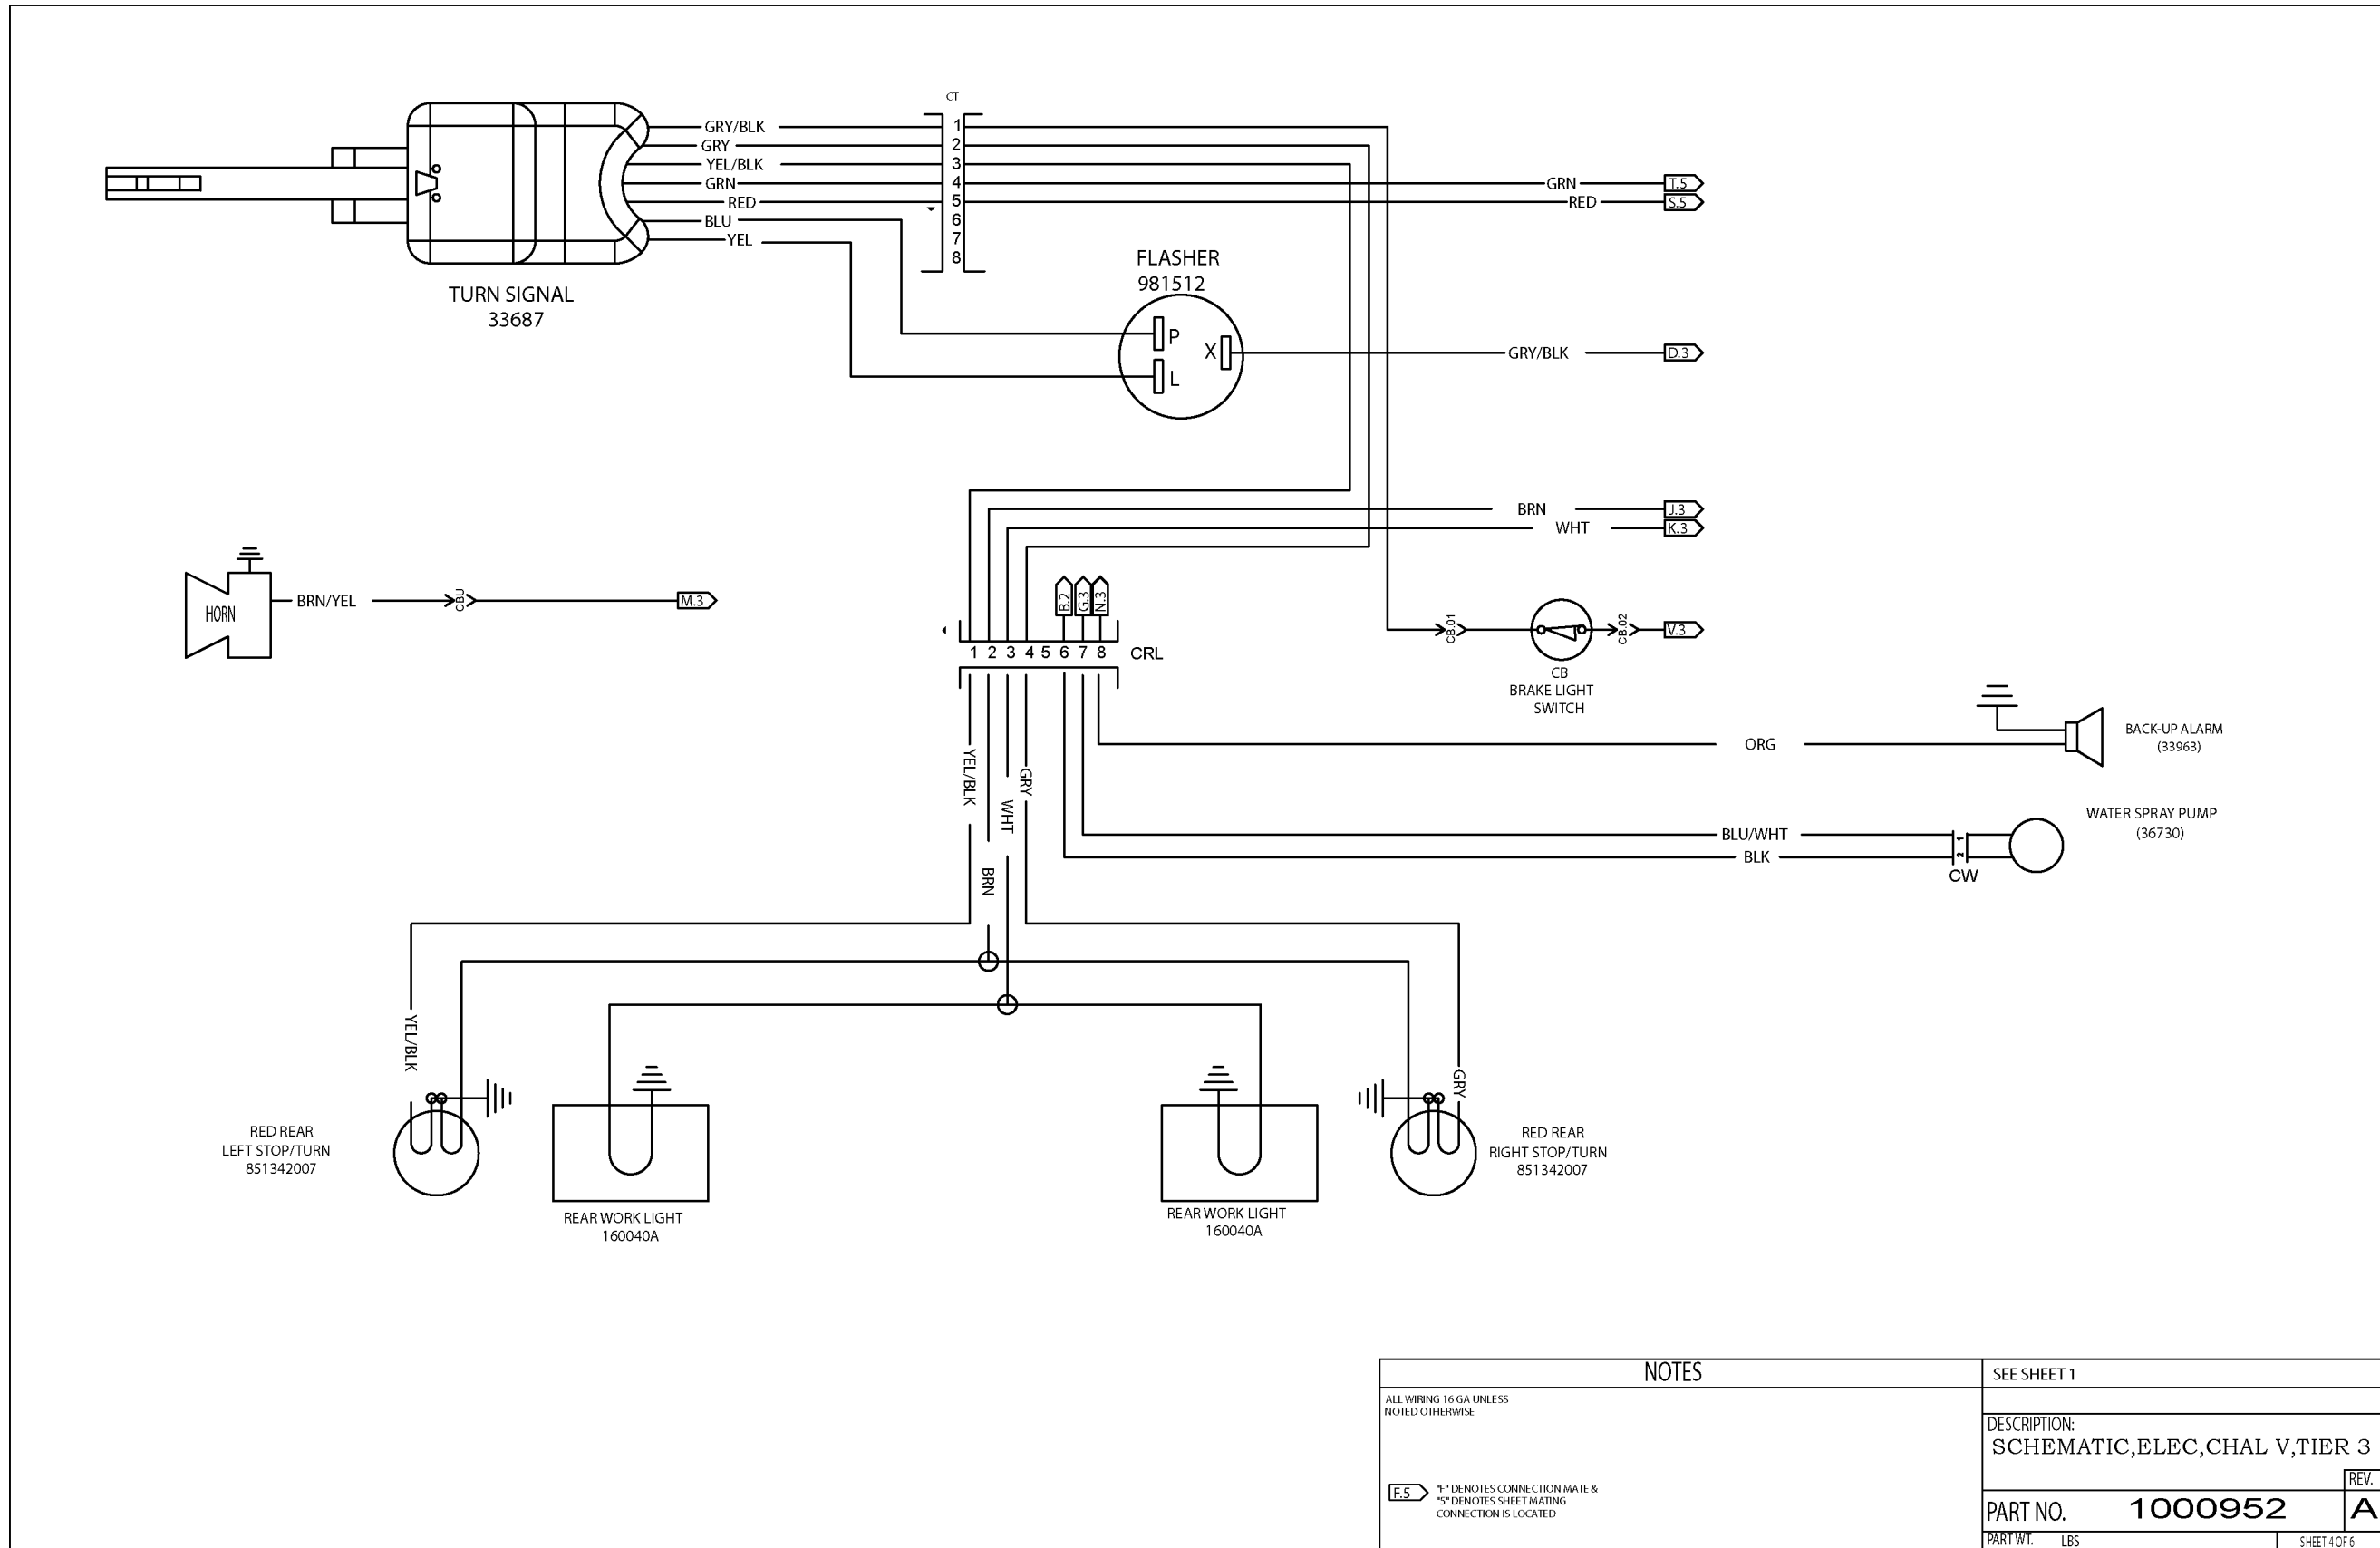 CT
GRY/BLK
GRY
YEL/BLK
GRN
RED
BLU
YEL
1
2
3
4
5
6
7
8
GRN
T.5
RED
S.5
TURN SIGNAL
33687
FLASHER
981512
P
X
L
GRY/BLK
D.3
BRN
J.3
WHT
K.3
HORN
BRN/YEL
CBU
M.3
B.2
G.3
N.3
1 2 3 4 5 6 7 8
CRL
CB.01
CB.02
V.3
CB
BRAKE LIGHT
SWITCH
YEL/BLK
BRN
WHT
GRY
ORG
BACK-UP ALARM
(33963)
BLU/WHT
BLK
1
2
CW
WATER SPRAY PUMP
(36730)
YEL/BLK
GRY
RED REAR
LEFT STOP/TURN
851342007
REAR WORK LIGHT
160040A
REAR WORK LIGHT
160040A
RED REAR
RIGHT STOP/TURN
851342007
NOTES
ALL WIRING 16 GA UNLESS
NOTED OTHERWISE
F.5
"F" DENOTES CONNECTION MATE &
"5" DENOTES SHEET MATING
CONNECTION IS LOCATED
SEE SHEET 1
DESCRIPTION:
SCHEMATIC,ELEC,CHAL V,TIER 3
REV.
PART NO. 1000952 A
PART WT. LBS
SHEET 4 OF 6